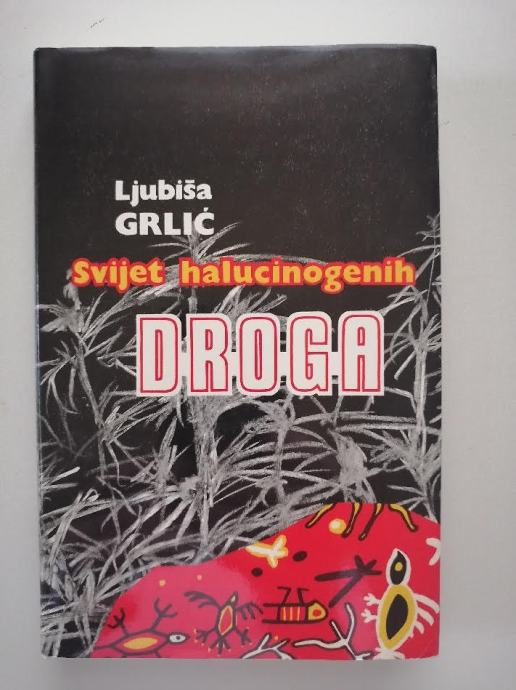 Ljubiša
GRLIĆ
Svijet halucinogenih
DROGA